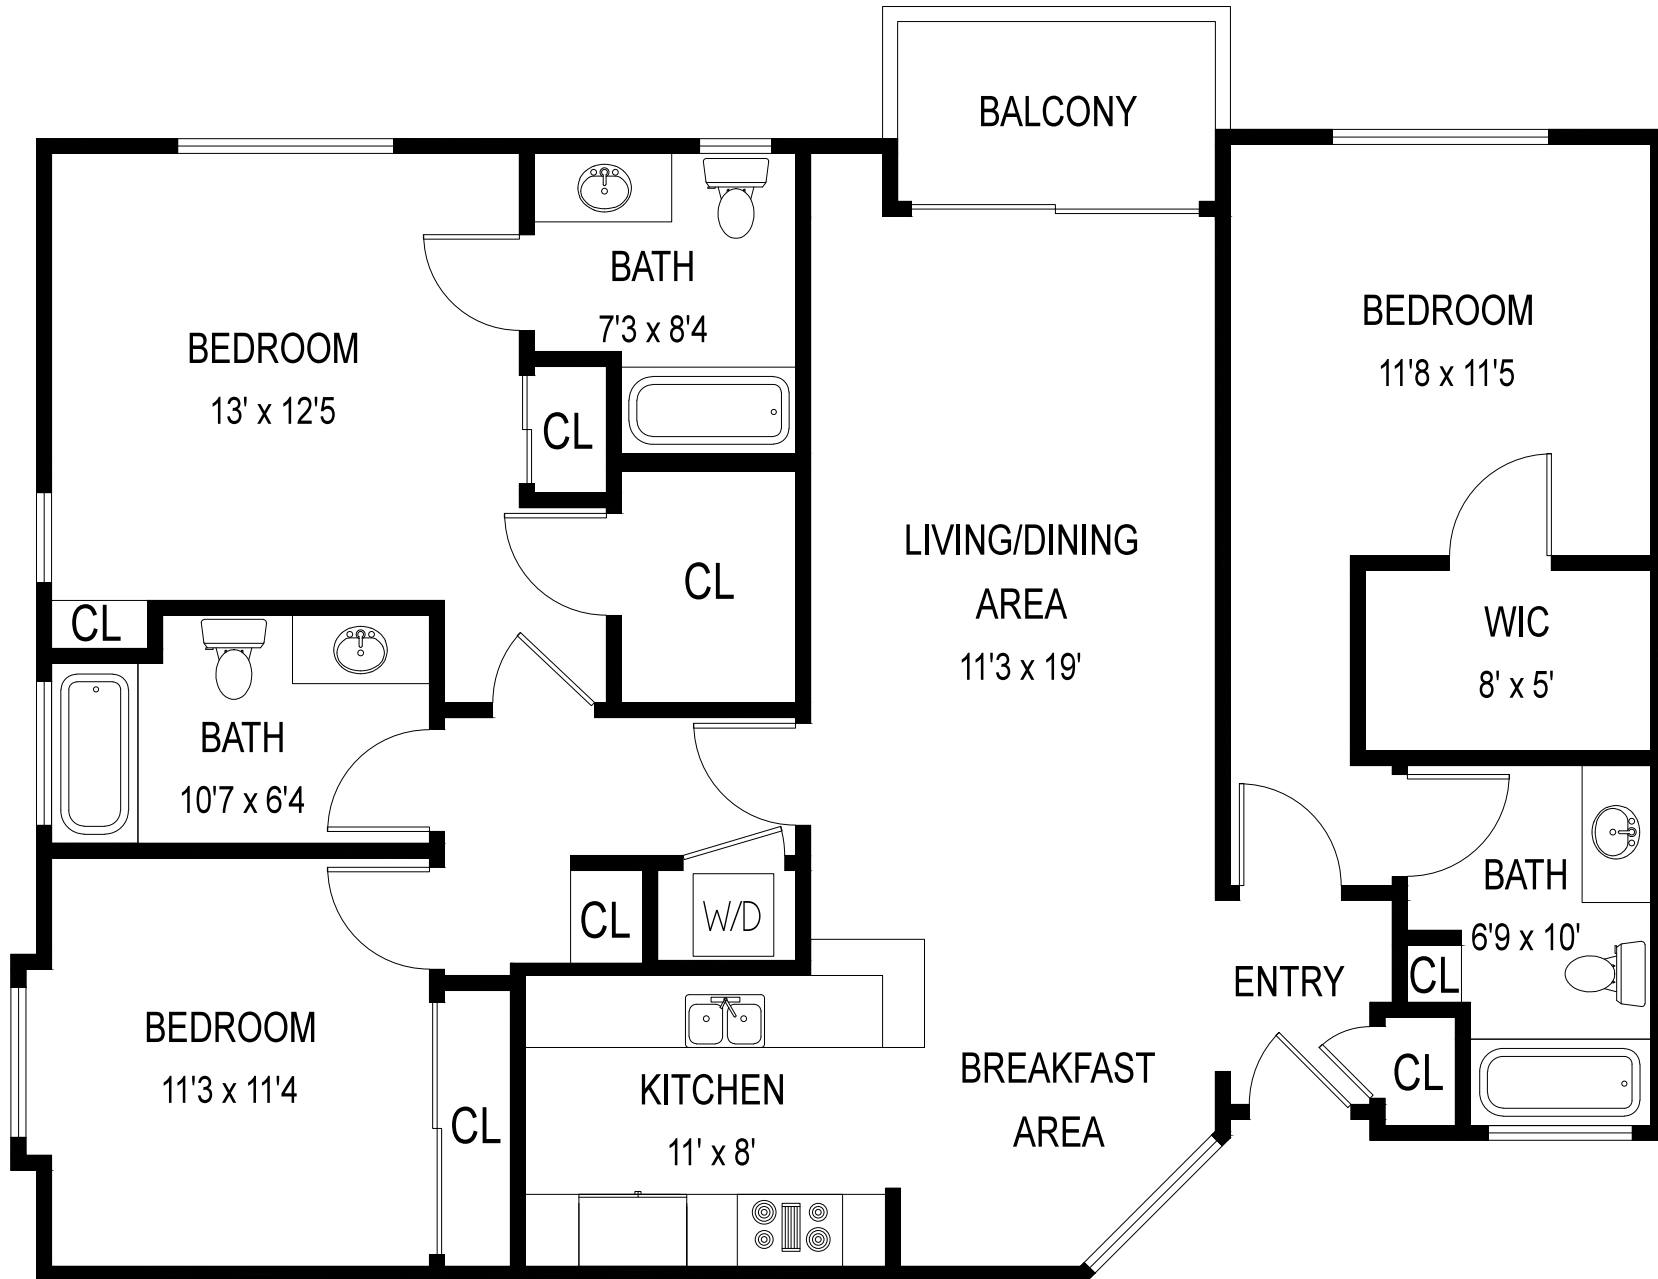 BALCONY
BATH
7'3 x 8'4
BEDROOM
13' x 12'5
BEDROOM
11'8 x 11'5
CL
LIVING/DINING
AREA
11'3 x 19'
CL
CL
WIC
8' x 5'
BATH
10'7 x 6'4
BATH
6'9 x 10'
CL
W/D
CL
ENTRY
BEDROOM
11'3 x 11'4
CL
KITCHEN
11' x 8'
BREAKFAST
AREA
CL